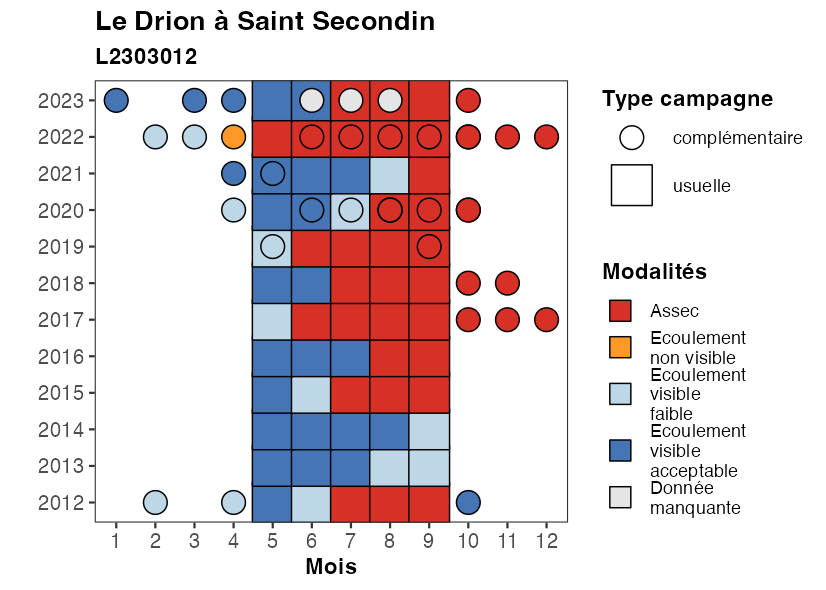 Le Drion à Saint Secondin
L2303012
2023
2022
2021
2020
2019
2018
2017
2016
2015
2014
2013
2012
1 2 3 4 5 6 7 8 9 10 11 12
Mois
Type campagne
complémentaire
usuelle
Modalités
Assec
Ecoulement
non visible
Ecoulement
visible
faible
Ecoulement
visible
acceptable
Donnée
manquante